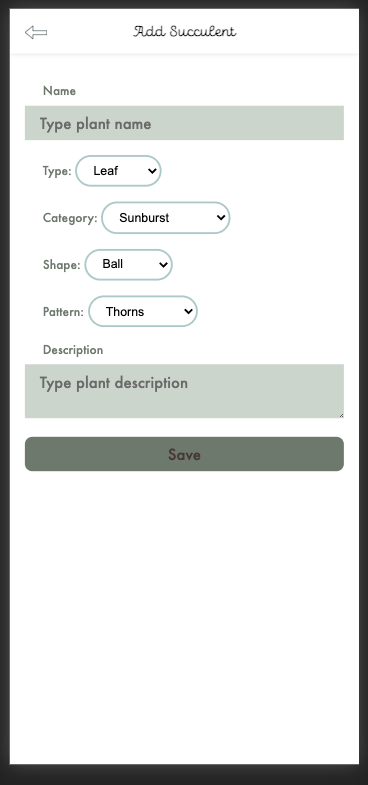 Add Succulent
Name
Type plant name
Type: Leaf
Category: Sunburst
Shape: Ball
Pattern: Thorns
Description
Type plant description
Save